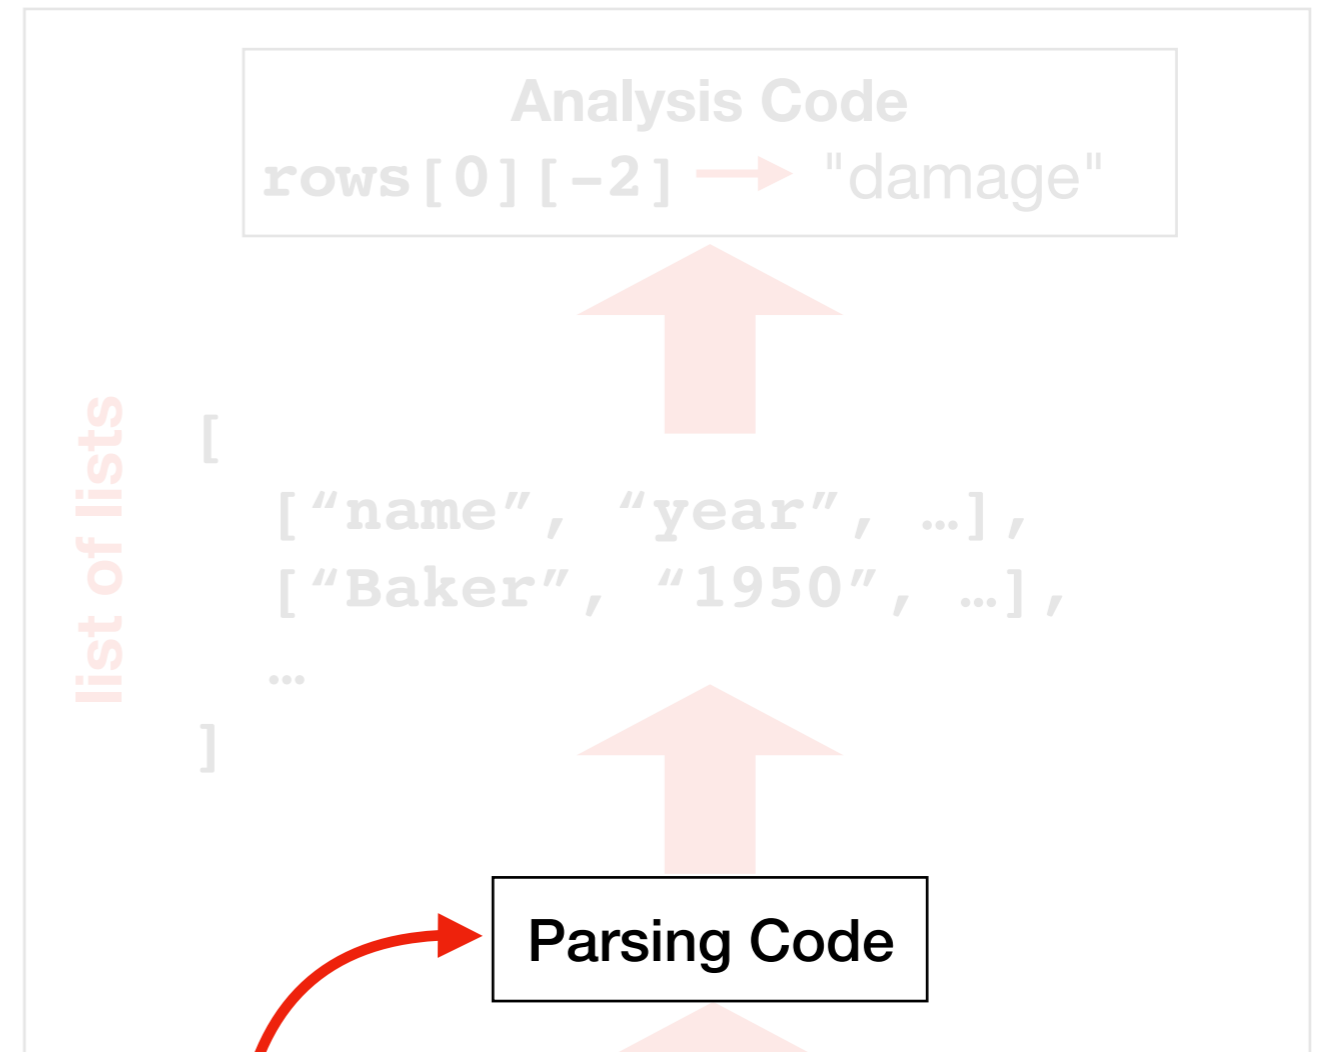 Analysis Code
rows[0][-2] "damage"
list of lists
[
[“name”, “year”, …],
[“Baker”, “1950”, …],
…
]
Parsing Code